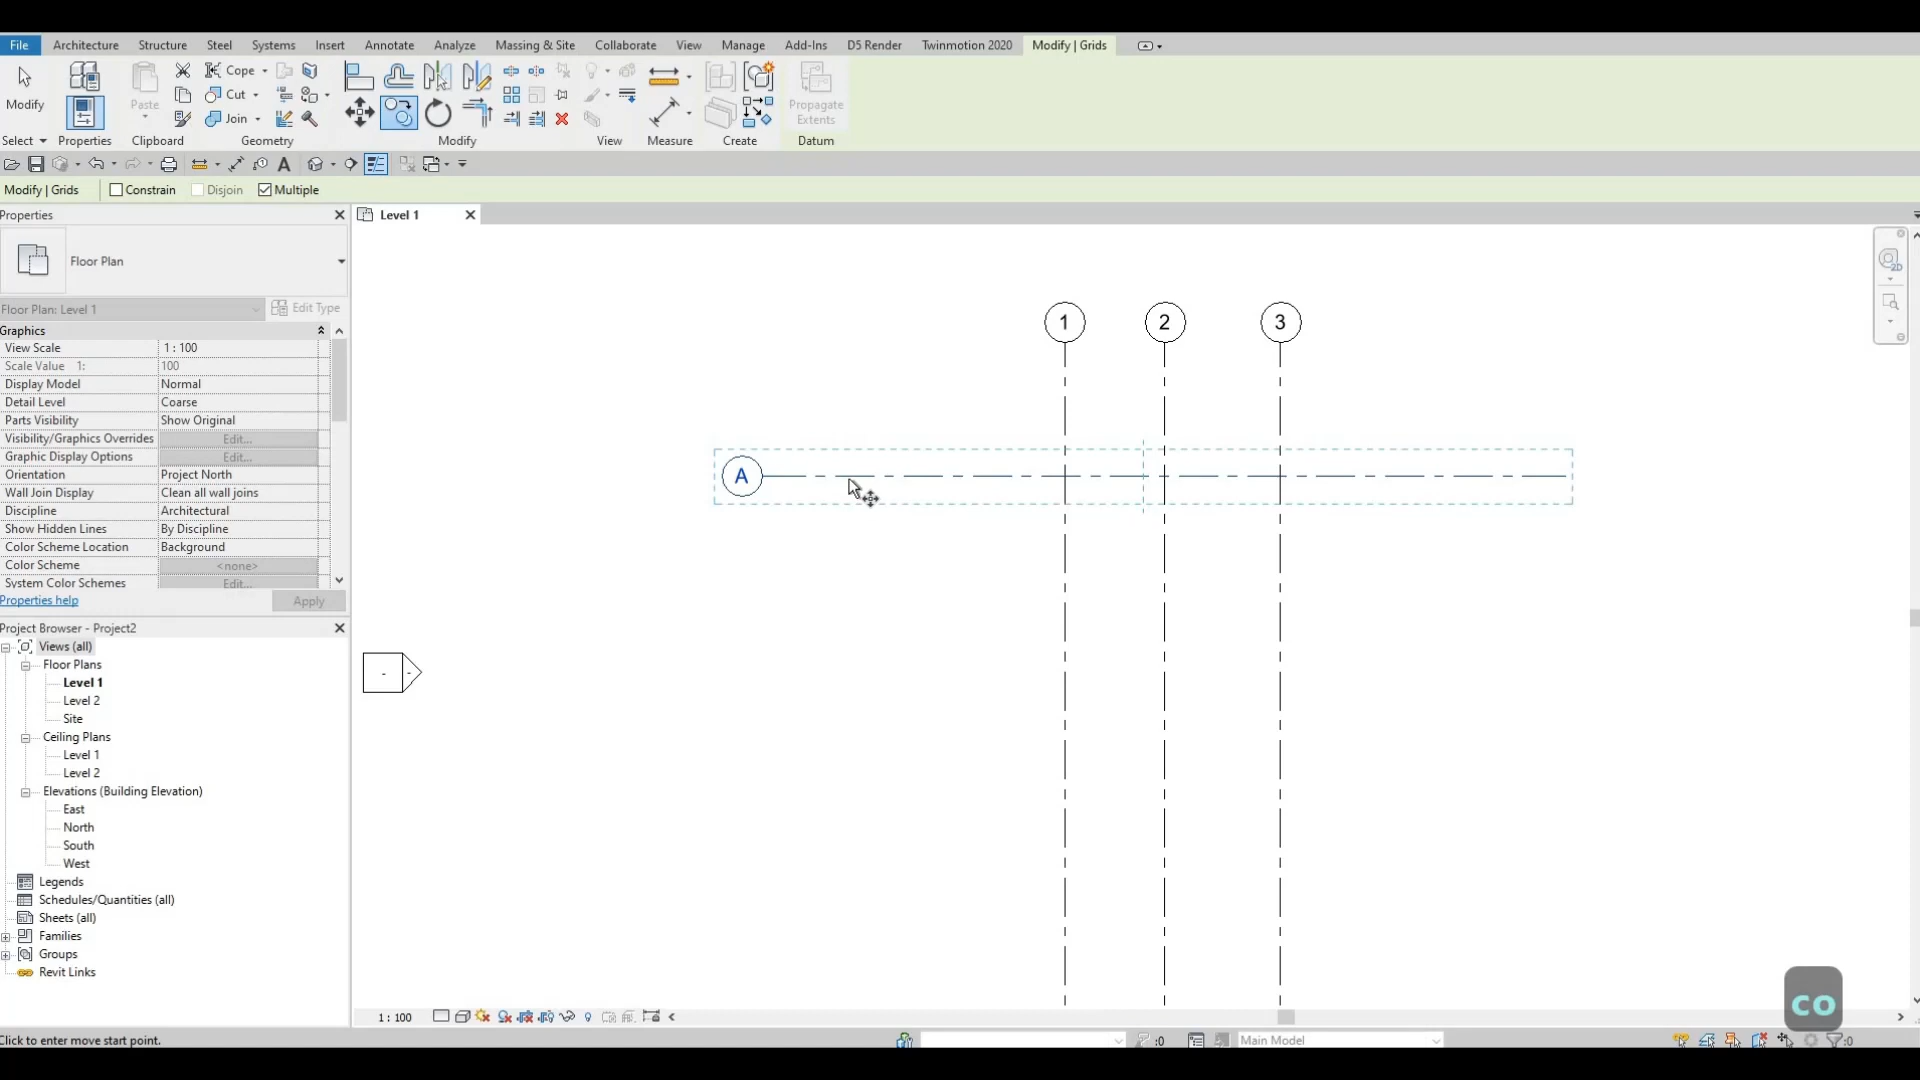 File Architecture Structure Steel Systems Insert Annotate Analyze Massing & Site Collaborate View Manage Add-Ins D5 Render Twinmotion 2020 Modify | Grids
Cope
Cut
Join
Modify Paste Propagate
Extents
Select Properties Clipboard Geometry Modify View Measure Create Datum
Modify | Grids Constrain Disjoin Multiple
Properties
Level 1
Floor Plan
Floor Plan: Level 1 Edit Type
Graphics
View Scale 1 : 100
Scale Value 1: 100
Display Model Normal
Detail Level Coarse
Parts Visibility Show Original
Visibility/Graphics Overrides Edit...
Graphic Display Options Edit...
Orientation Project North
Wall Join Display Clean all wall joins
Discipline Architectural
Show Hidden Lines By Discipline
Color Scheme Location Background
Color Scheme <none>
System Color Schemes Edit...
Properties help Apply
Project Browser - Project2
Views (all)
Floor Plans
Level 1
Level 2
Site
Ceiling Plans
Level 1
Level 2
Elevations (Building Elevation)
East
North
South
West
Legends
Schedules/Quantities (all)
Sheets (all)
Families
Groups
Revit Links
1 2 3
A
2D
co
1 : 100
Click to enter move start point. :0 Main Model :0